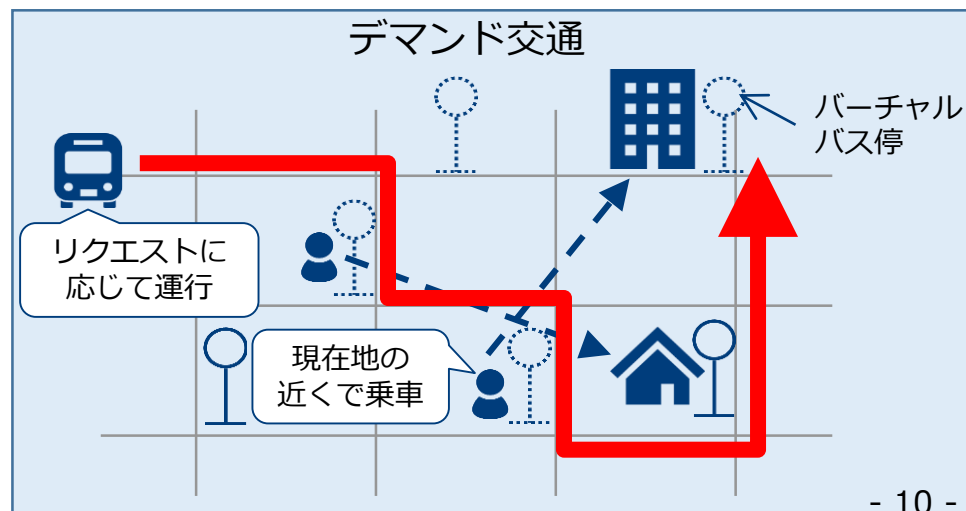 デマンド交通
バーチャル
バス停
リクエストに
応じて運行
現在地の
近くで乗車
- 10 -